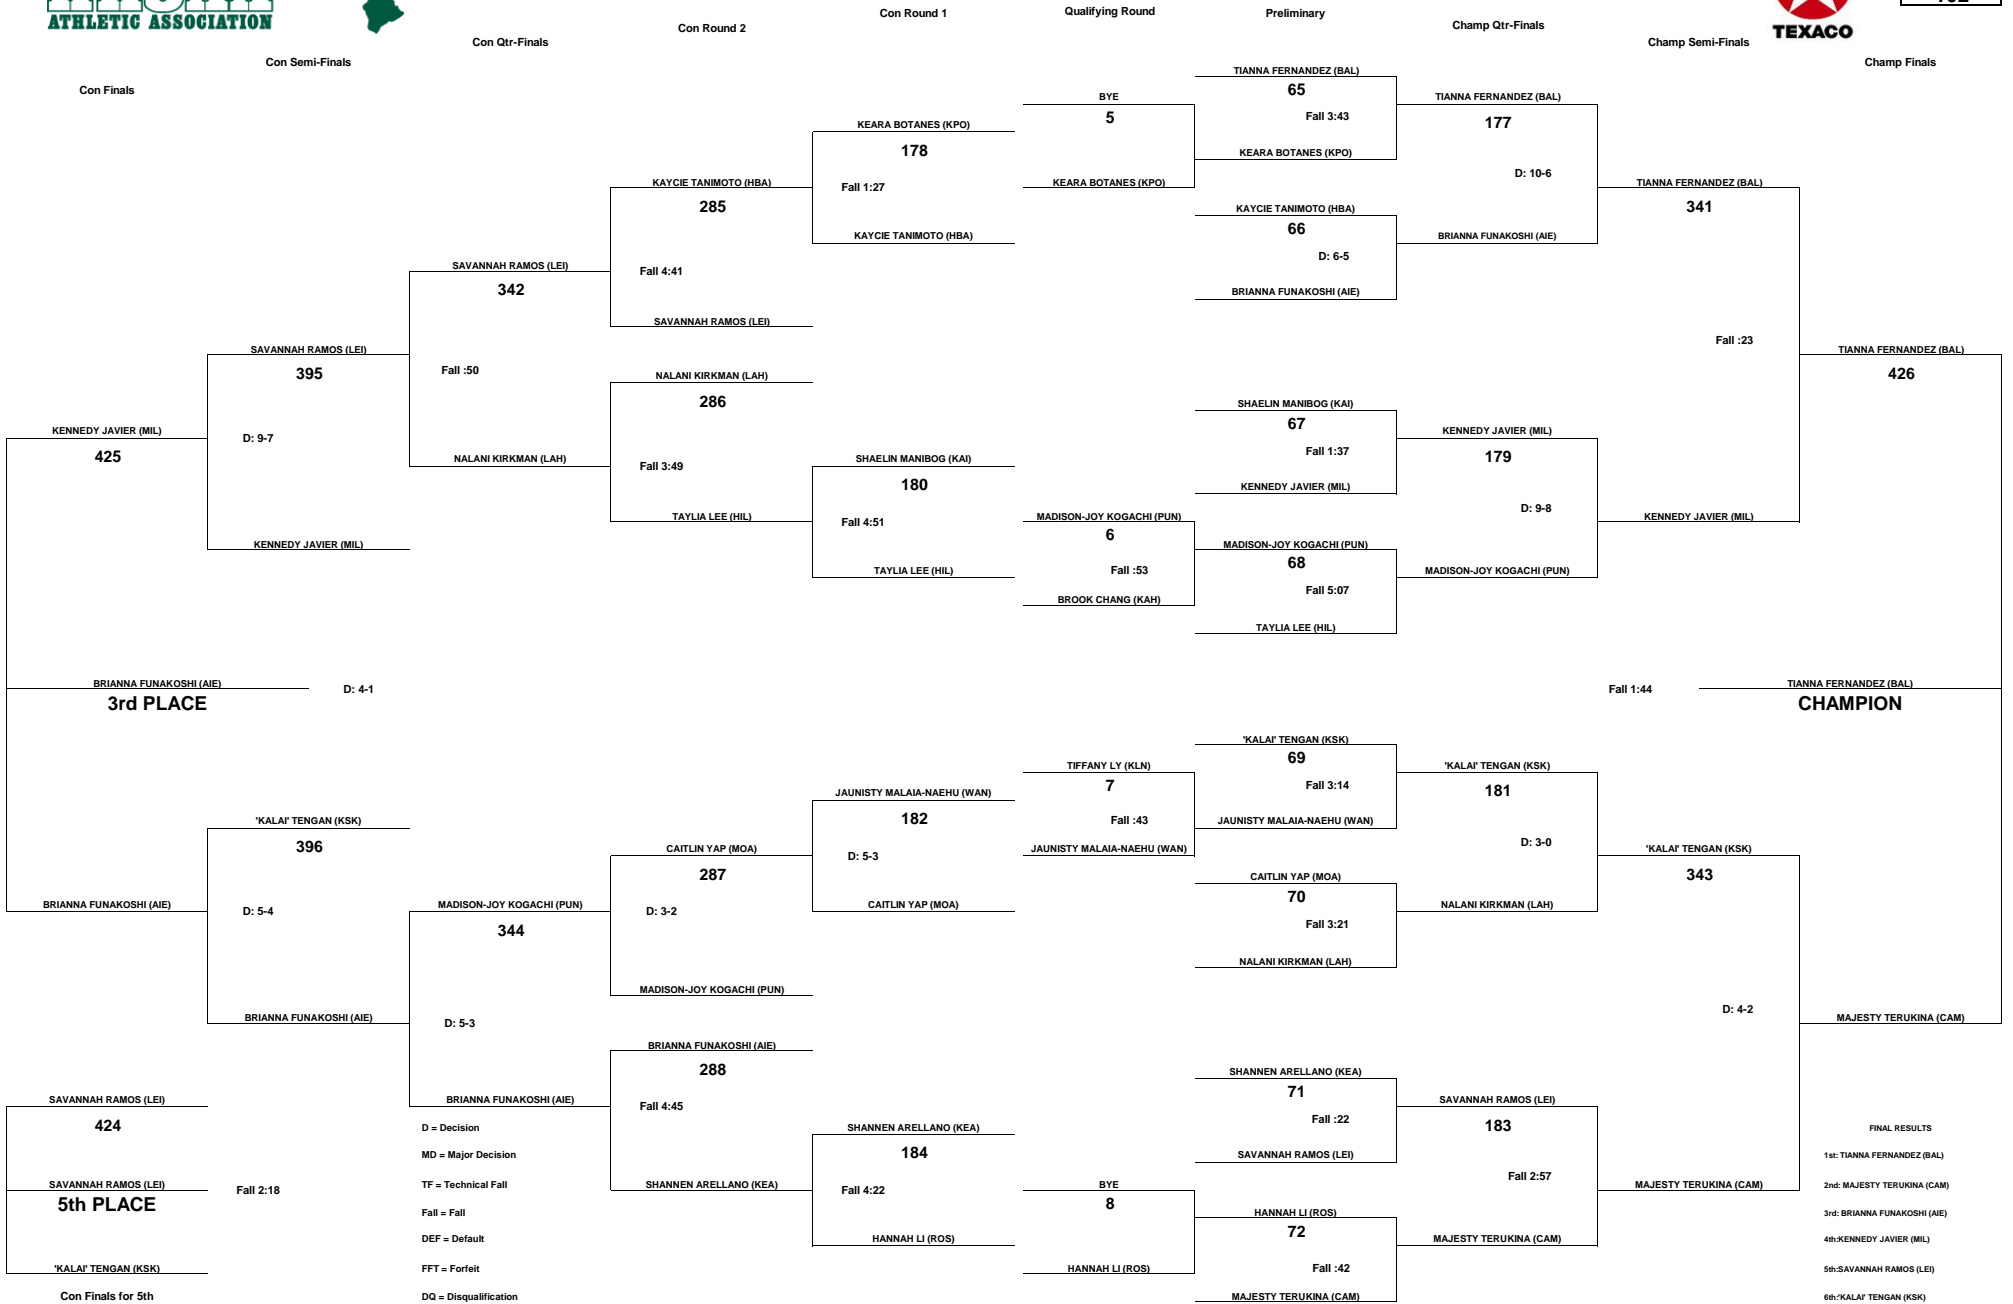 ATHLETIC ASSOCIATION
TEXACO
Con Finals
Con Semi-Finals
Con Qtr-Finals
Con Round 2
Con Round 1
Qualifying Round
Preliminary
Champ Qtr-Finals
Champ Semi-Finals
Champ Finals
KENNEDY JAVIER (MIL)
425
BRIANNA FUNAKOSHI (AIE)
D: 4-1
3rd PLACE
BRIANNA FUNAKOSHI (AIE)
SAVANNAH RAMOS (LEI)
424
SAVANNAH RAMOS (LEI)
Fall 2:18
5th PLACE
'KALAI' TENGAN (KSK)
Con Finals for 5th
SAVANNAH RAMOS (LEI)
395
D: 9-7
KENNEDY JAVIER (MIL)
'KALAI' TENGAN (KSK)
396
D: 5-4
BRIANNA FUNAKOSHI (AIE)
SAVANNAH RAMOS (LEI)
342
Fall :50
NALANI KIRKMAN (LAH)
MADISON-JOY KOGACHI (PUN)
344
D: 5-3
BRIANNA FUNAKOSHI (AIE)
D = Decision
MD = Major Decision
TF = Technical Fall
Fall = Fall
DEF = Default
FFT = Forfeit
DQ = Disqualification
KAYCIE TANIMOTO (HBA)
285
Fall 4:41
SAVANNAH RAMOS (LEI)
NALANI KIRKMAN (LAH)
286
Fall 3:49
TAYLIA LEE (HIL)
CAITLIN YAP (MOA)
287
D: 3-2
MADISON-JOY KOGACHI (PUN)
BRIANNA FUNAKOSHI (AIE)
288
Fall 4:45
SHANNEN ARELLANO (KEA)
KEARA BOTANES (KPO)
178
Fall 1:27
KAYCIE TANIMOTO (HBA)
SHAELIN MANIBOG (KAI)
180
Fall 4:51
TAYLIA LEE (HIL)
JAUNISTY MALAIA-NAEHU (WAN)
182
D: 5-3
CAITLIN YAP (MOA)
SHANNEN ARELLANO (KEA)
184
Fall 4:22
HANNAH LI (ROS)
BYE
5
KEARA BOTANES (KPO)
MADISON-JOY KOGACHI (PUN)
6
Fall :53
BROOK CHANG (KAH)
TIFFANY LY (KLN)
7
Fall :43
JAUNISTY MALAIA-NAEHU (WAN)
BYE
8
HANNAH LI (ROS)
TIANNA FERNANDEZ (BAL)
65
Fall 3:43
KEARA BOTANES (KPO)
KAYCIE TANIMOTO (HBA)
66
D: 6-5
BRIANNA FUNAKOSHI (AIE)
SHAELIN MANIBOG (KAI)
67
Fall 1:37
KENNEDY JAVIER (MIL)
MADISON-JOY KOGACHI (PUN)
68
Fall 5:07
TAYLIA LEE (HIL)
'KALAI' TENGAN (KSK)
69
Fall 3:14
JAUNISTY MALAIA-NAEHU (WAN)
CAITLIN YAP (MOA)
70
Fall 3:21
NALANI KIRKMAN (LAH)
SHANNEN ARELLANO (KEA)
71
Fall :22
SAVANNAH RAMOS (LEI)
HANNAH LI (ROS)
72
Fall :42
MAJESTY TERUKINA (CAM)
TIANNA FERNANDEZ (BAL)
177
D: 10-6
BRIANNA FUNAKOSHI (AIE)
KENNEDY JAVIER (MIL)
179
D: 9-8
MADISON-JOY KOGACHI (PUN)
'KALAI' TENGAN (KSK)
181
D: 3-0
NALANI KIRKMAN (LAH)
SAVANNAH RAMOS (LEI)
183
Fall 2:57
MAJESTY TERUKINA (CAM)
TIANNA FERNANDEZ (BAL)
341
Fall :23
KENNEDY JAVIER (MIL)
'KALAI' TENGAN (KSK)
343
D: 4-2
MAJESTY TERUKINA (CAM)
TIANNA FERNANDEZ (BAL)
426
Fall 1:44
TIANNA FERNANDEZ (BAL)
CHAMPION
MAJESTY TERUKINA (CAM)
FINAL RESULTS
1st: TIANNA FERNANDEZ (BAL)
2nd: MAJESTY TERUKINA (CAM)
3rd: BRIANNA FUNAKOSHI (AIE)
4th:KENNEDY JAVIER (MIL)
5th:SAVANNAH RAMOS (LEI)
6th:'KALAI' TENGAN (KSK)